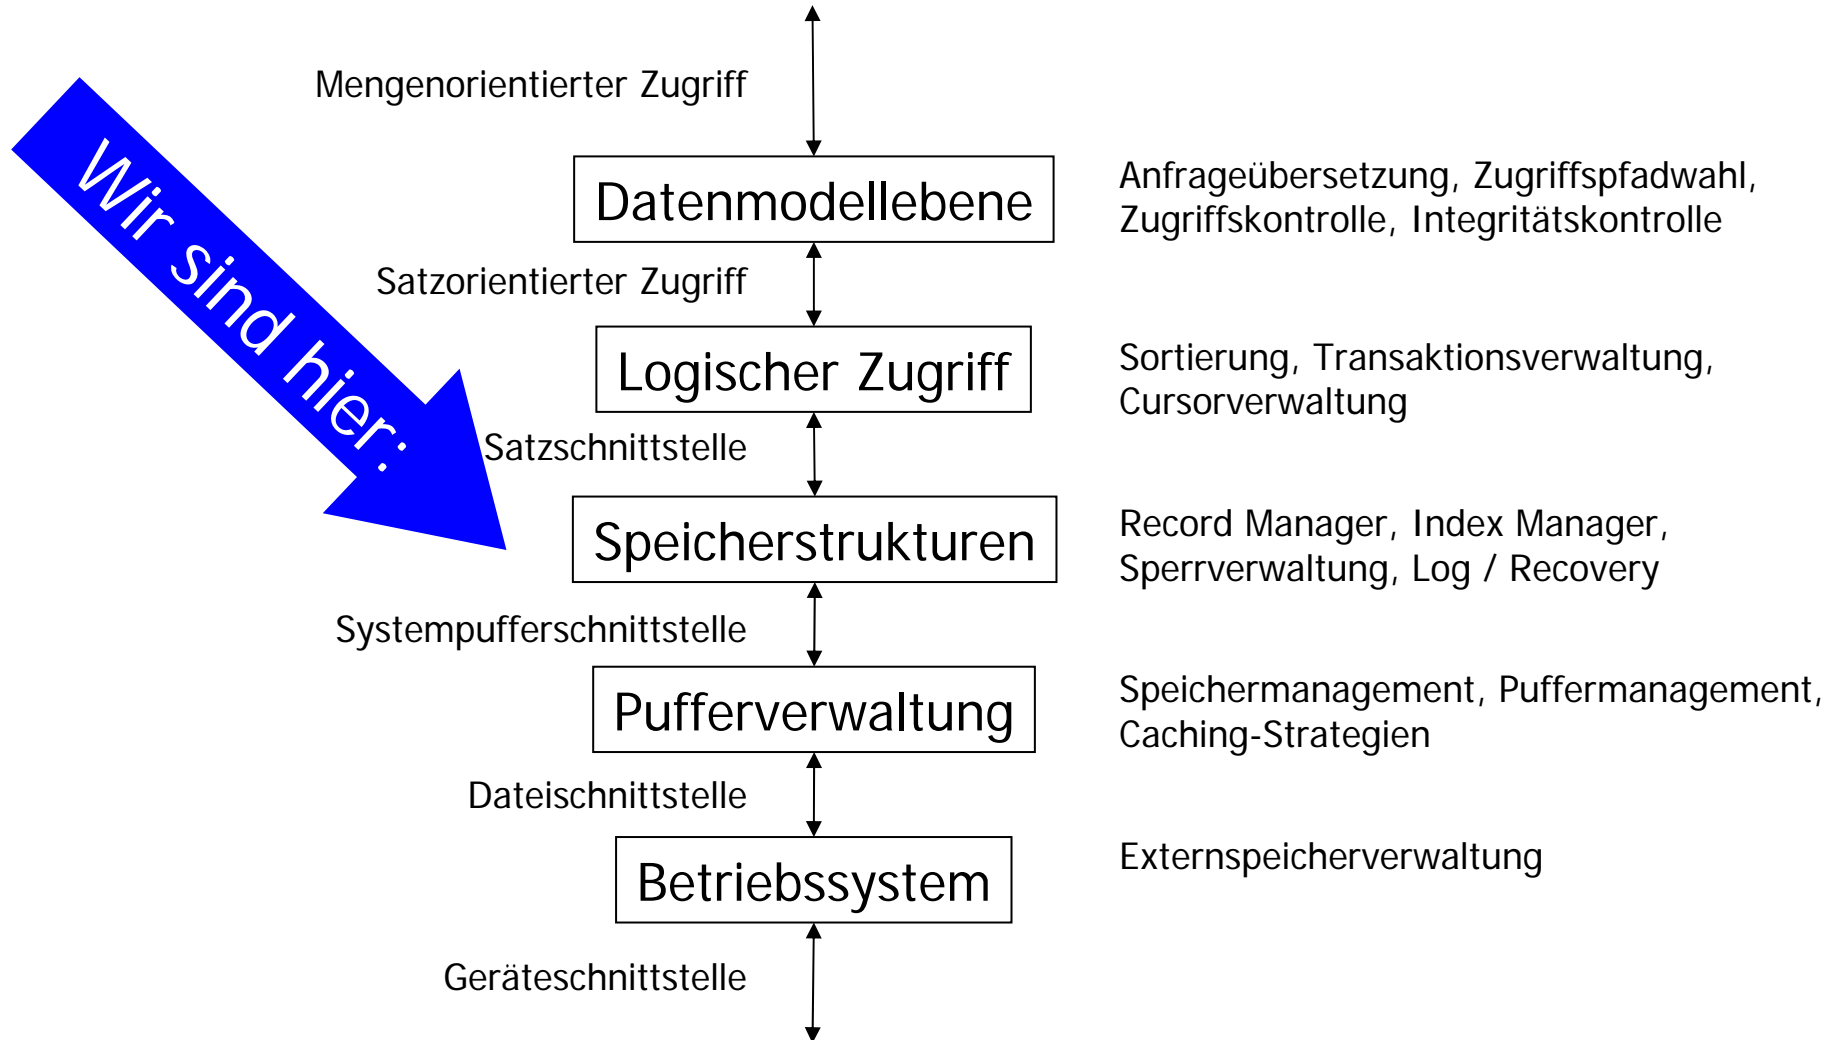 Mengenorientierter Zugriff
Wir sind hier:
Datenmodellebene
Anfrageübersetzung, Zugriffspfadwahl,
Zugriffskontrolle, Integritätskontrolle
Satzorientierter Zugriff
Logischer Zugriff
Sortierung, Transaktionsverwaltung,
Cursorverwaltung
Satzschnittstelle
Speicherstrukturen
Record Manager, Index Manager,
Sperrverwaltung, Log / Recovery
Systempufferschnittstelle
Pufferverwaltung
Speichermanagement, Puffermanagement,
Caching-Strategien
Dateischnittstelle
Betriebssystem
Externspeicherverwaltung
Geräteschnittstelle